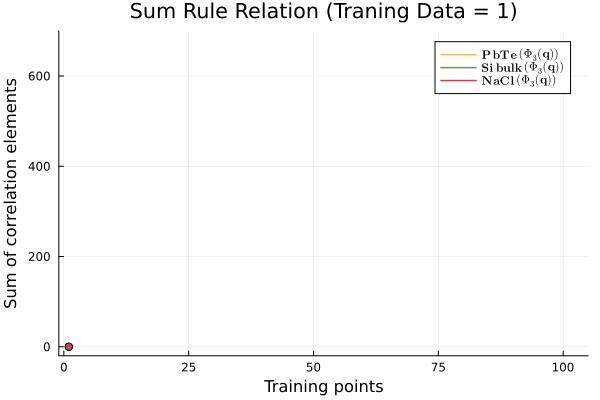 Sum Rule Relation (Traning Data = 1)
Sum of correlation elements
600
400
200
0
PbTe(Φ₃(q))
Si bulk(Φ₃(q))
NaCl(Φ₃(q))
0 25 50 75 100
Training points